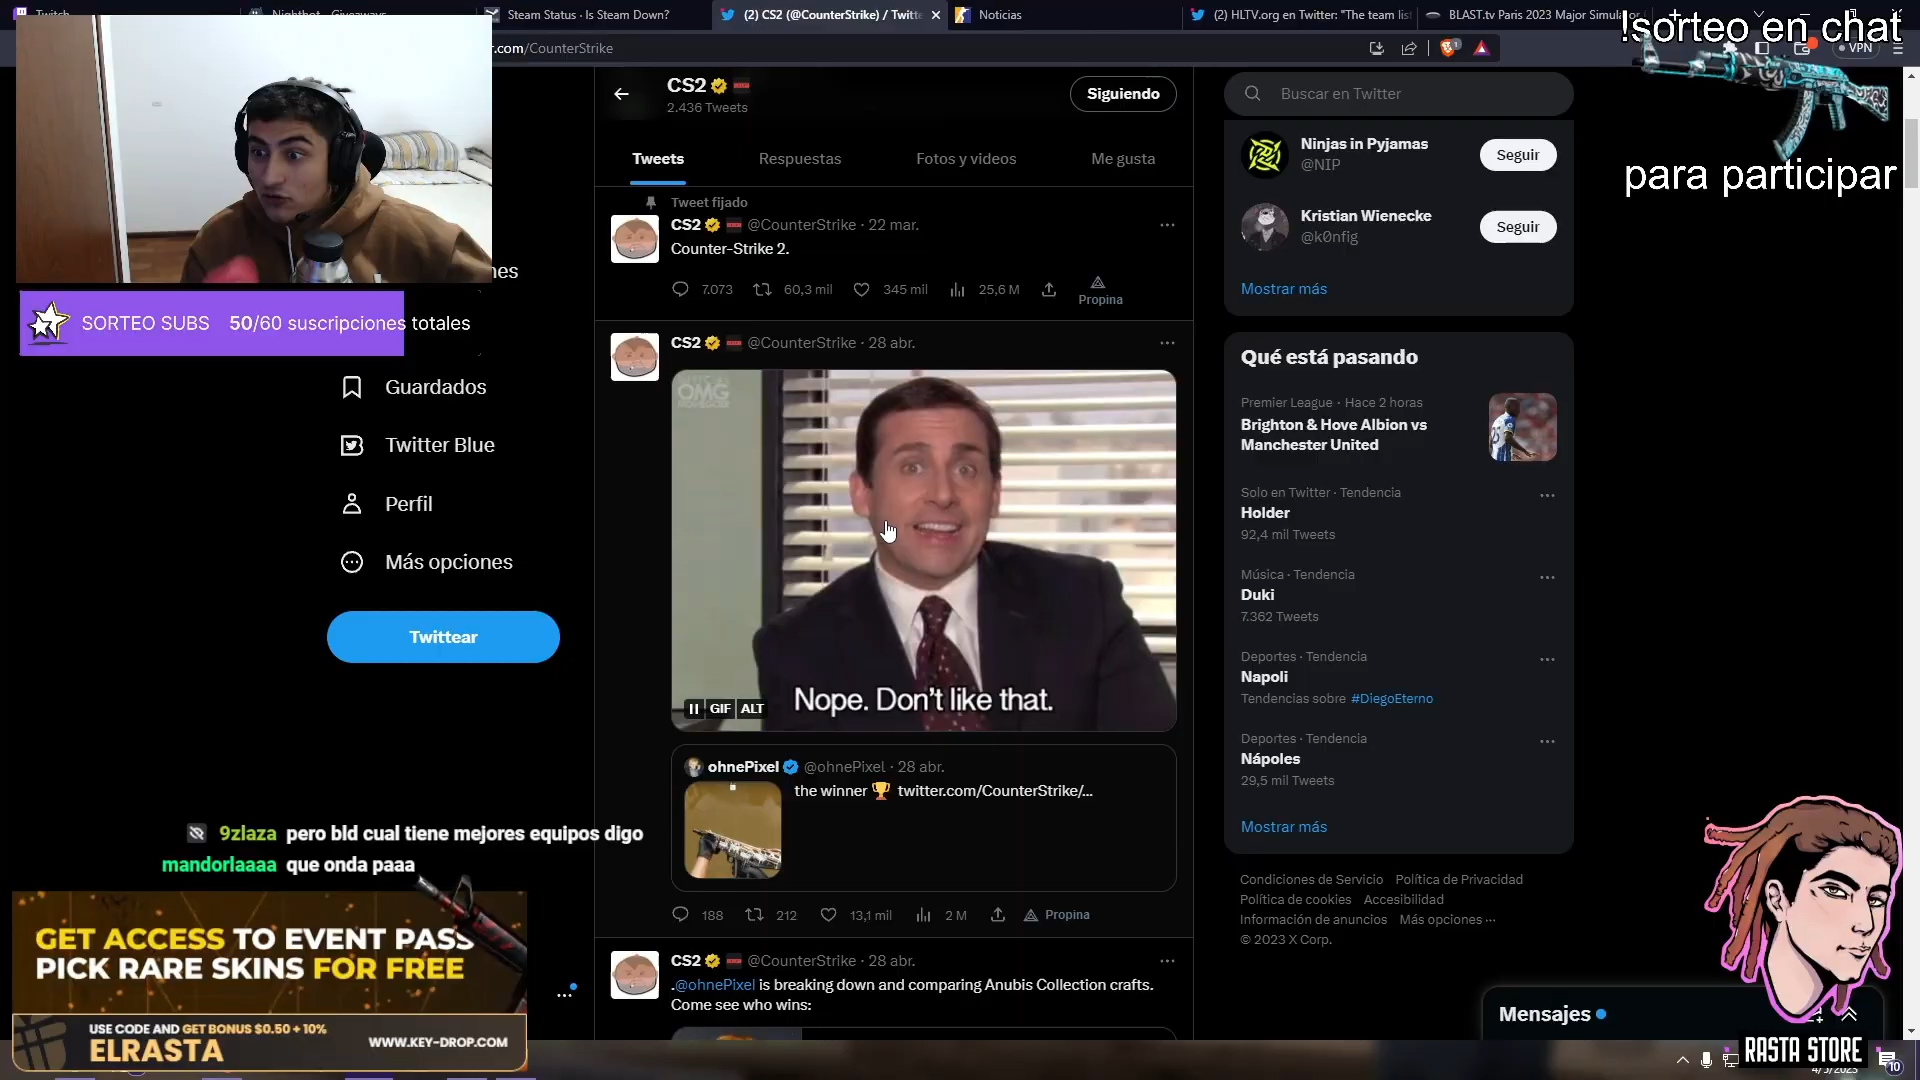 Twitch
Nightbot - Giveaways
Steam Status · Is Steam Down?
(2) CS2 (@CounterStrike) / Twitte
Noticias
(2) HLTV.org en Twitter: "The team list
BLAST.tv Paris 2023 Major Simulator
r.com/CounterStrike
VPN
!sorteo en chat
para participar
CS2
2.436 Tweets
Siguiendo
Tweets
Respuestas
Fotos y videos
Me gusta
Tweet fijado
CS2 @CounterStrike · 22 mar.
Counter-Strike 2.
7.073
60,3 mil
345 mil
25,6 M
Propina
CS2 @CounterStrike · 28 abr.
OMG
Nope. Don't like that.
GIF
ALT
ohnePixel @ohnePixel · 28 abr.
the winner 🏆 twitter.com/CounterStrike/...
188
212
13,1 mil
2 M
Propina
CS2 @CounterStrike · 28 abr.
.@ohnePixel is breaking down and comparing Anubis Collection crafts.
Come see who wins:
nes
SORTEO SUBS 50/60 suscripciones totales
Guardados
Twitter Blue
Perfil
Más opciones
Twittear
9zlaza pero bld cual tiene mejores equipos digo
mandorlaaaa que onda paaa
GET ACCESS TO EVENT PASS
PICK RARE SKINS FOR FREE
USE CODE AND GET BONUS $0.50 + 10%
ELRASTA
WWW.KEY-DROP.COM
Buscar en Twitter
Ninjas in Pyjamas
@NIP
Seguir
Kristian Wienecke
@k0nfig
Seguir
Mostrar más
Qué está pasando
Premier League · Hace 2 horas
Brighton & Hove Albion vs
Manchester United
Solo en Twitter · Tendencia
Holder
92,4 mil Tweets
Música · Tendencia
Duki
7.362 Tweets
Deportes · Tendencia
Napoli
Tendencias sobre #DiegoEterno
Deportes · Tendencia
Nápoles
29,5 mil Tweets
Mostrar más
Condiciones de Servicio Política de Privacidad
Política de cookies Accesibilidad
Información de anuncios Más opciones ···
© 2023 X Corp.
Mensajes
RASTA STORE
4/5/2023
10